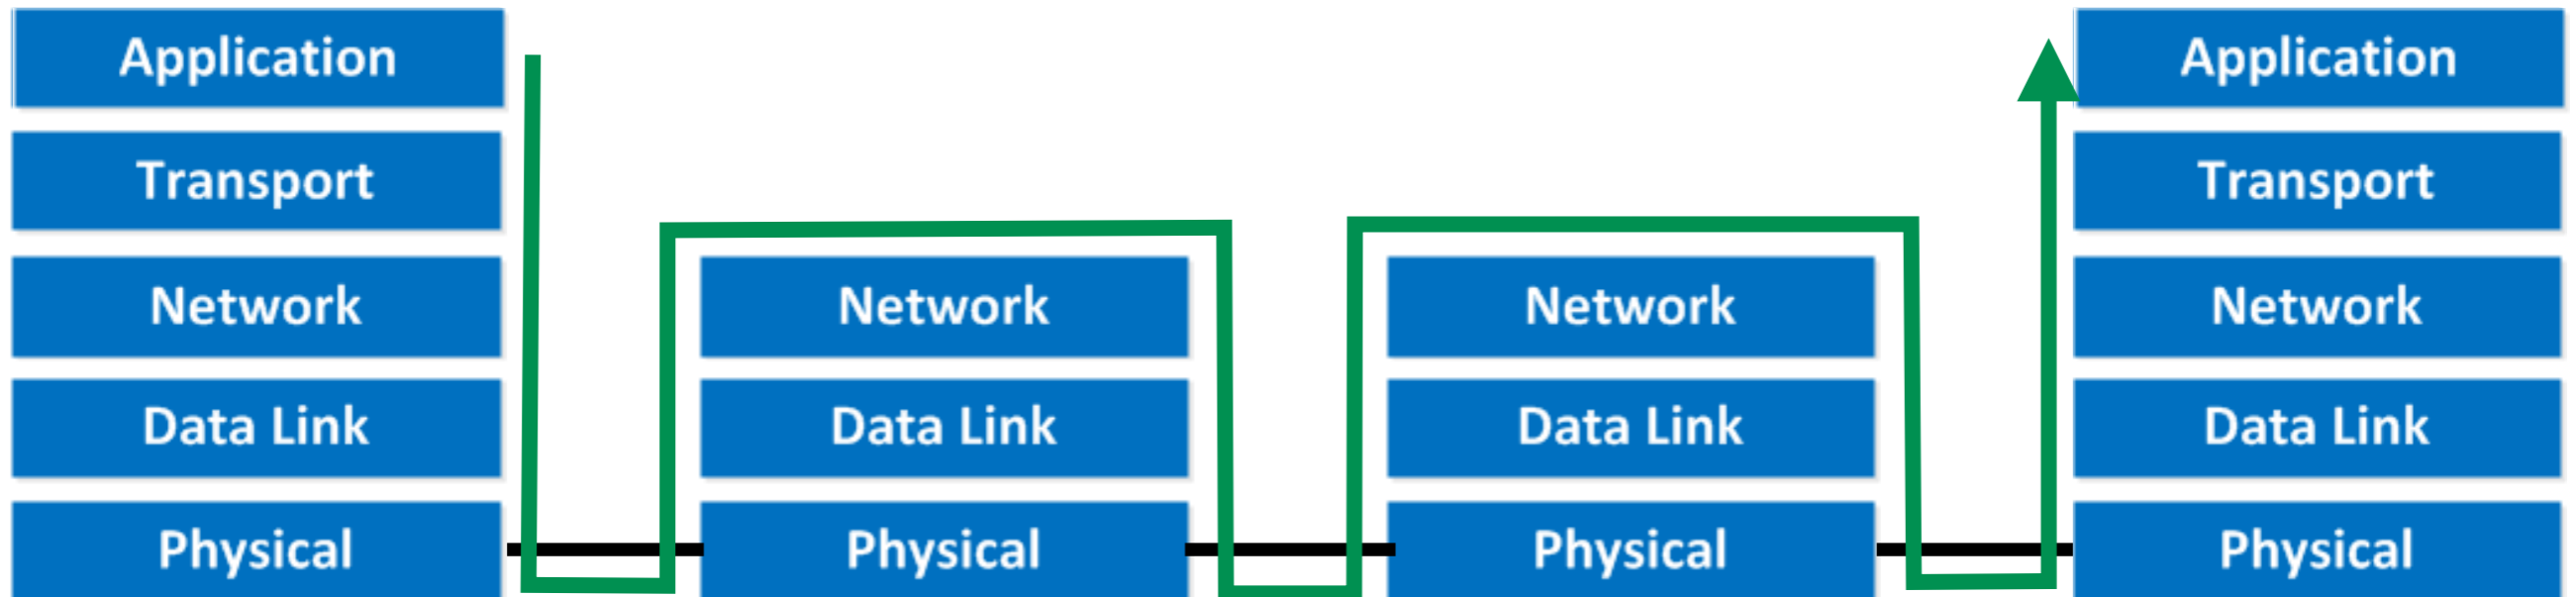 Application
Transport
Network
Data Link
Physical
Network
Data Link
Physical
Network
Data Link
Physical
Application
Transport
Network
Data Link
Physical